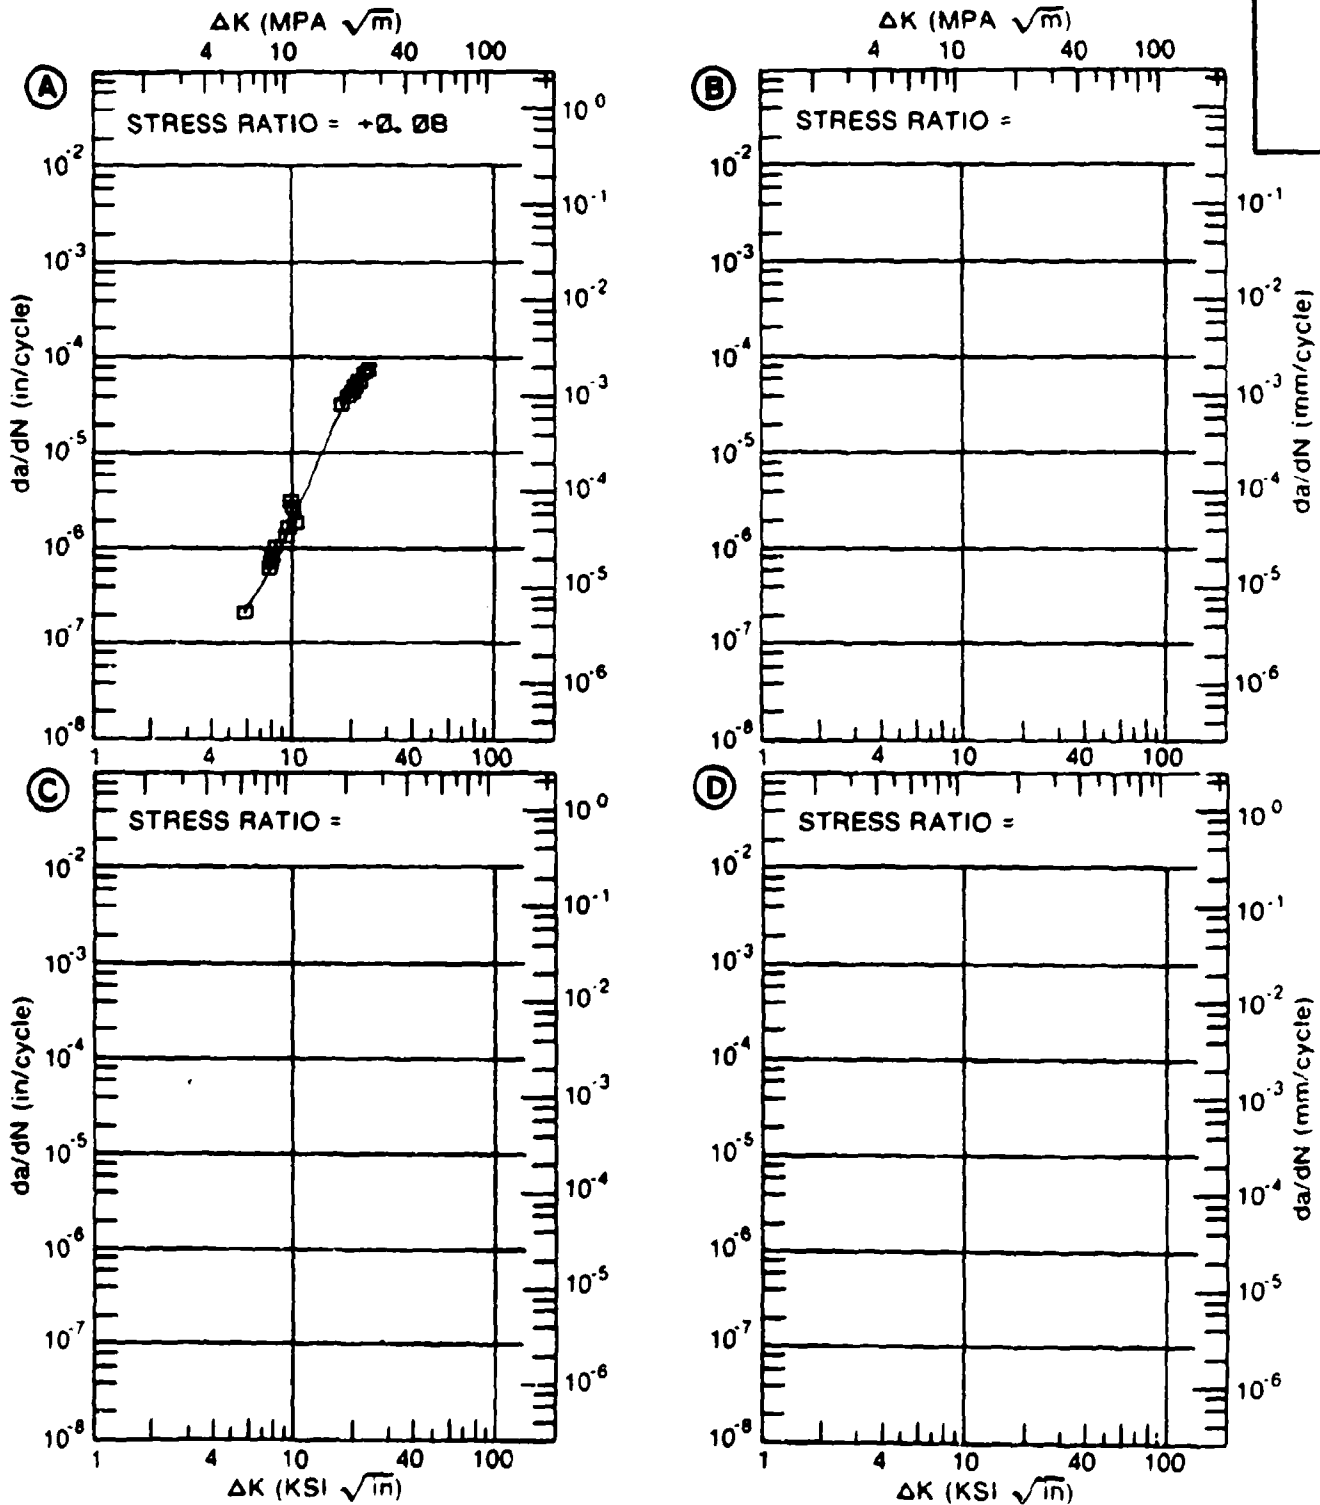 ΔK (MPA √m)
4 10 40 100
A
STRESS RATIO = +0.08
10⁻²
10⁻³
10⁻⁴
10⁻⁵
10⁻⁶
10⁻⁷
10⁻⁸
da/dN (in/cycle)
10⁰
10⁻¹
10⁻²
10⁻³
10⁻⁴
10⁻⁵
10⁻⁶
1 4 10 40 100
ΔK (MPA √m)
4 10 40 100
B
STRESS RATIO =
10⁻²
10⁻³
10⁻⁴
10⁻⁵
10⁻⁶
10⁻⁷
10⁻⁸
10⁻¹
10⁻²
10⁻³
10⁻⁴
10⁻⁵
10⁻⁶
da/dN (mm/cycle)
1 4 10 40 100
C
STRESS RATIO =
10⁻²
10⁻³
10⁻⁴
10⁻⁵
10⁻⁶
10⁻⁷
10⁻⁸
da/dN (in/cycle)
10⁰
10⁻¹
10⁻²
10⁻³
10⁻⁴
10⁻⁵
10⁻⁶
1 4 10 40 100
ΔK (KSI √in)
D
STRESS RATIO =
10⁻²
10⁻³
10⁻⁴
10⁻⁵
10⁻⁶
10⁻⁷
10⁻⁸
10⁰
10⁻¹
10⁻²
10⁻³
10⁻⁴
10⁻⁵
10⁻⁶
da/dN (mm/cycle)
1 4 10 40 100
ΔK (KSI √in)